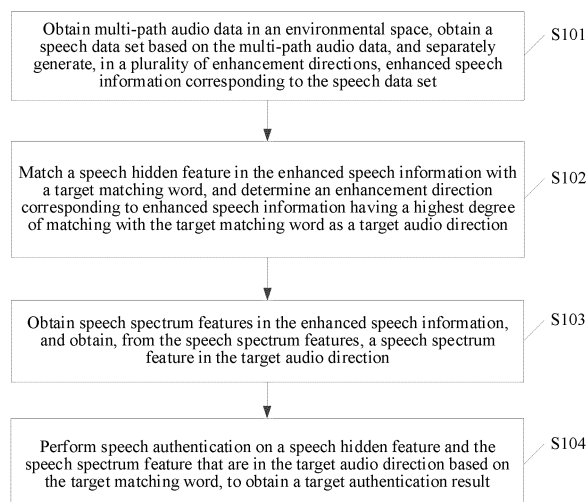 Obtain multi-path audio data in an environmental space, obtain a
speech data set based on the multi-path audio data, and separately
generate, in a plurality of enhancement directions, enhanced speech
information corresponding to the speech data set
S101
Match a speech hidden feature in the enhanced speech information with
a target matching word, and determine an enhancement direction
corresponding to enhanced speech information having a highest degree
of matching with the target matching word as a target audio direction
S102
Obtain speech spectrum features in the enhanced speech information,
and obtain, from the speech spectrum features, a speech spectrum
feature in the target audio direction
S103
Perform speech authentication on a speech hidden feature and the
speech spectrum feature that are in the target audio direction based
on the target matching word, to obtain a target authentication result
S104